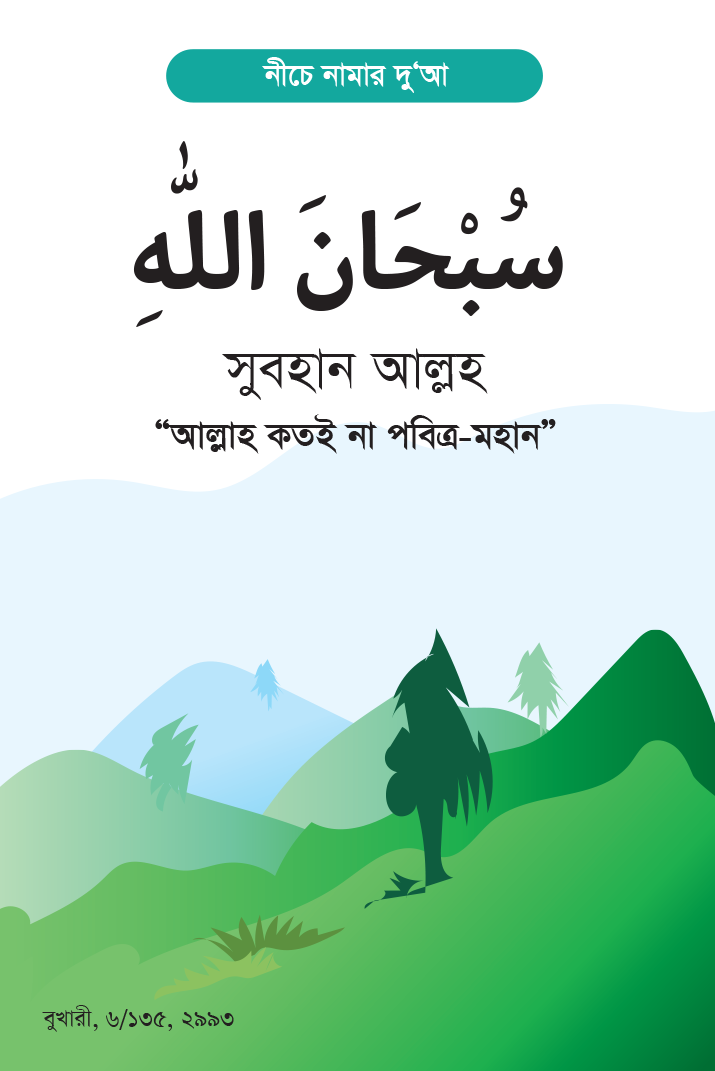 নীচে নামার দু‘আ
سُبْحَانَ اللّٰهِ
সুবহান আল্লহ
“আল্লাহ কতই না পবিত্র-মহান”
বুখারী, ৬/১৩৫, ২৯৯৩